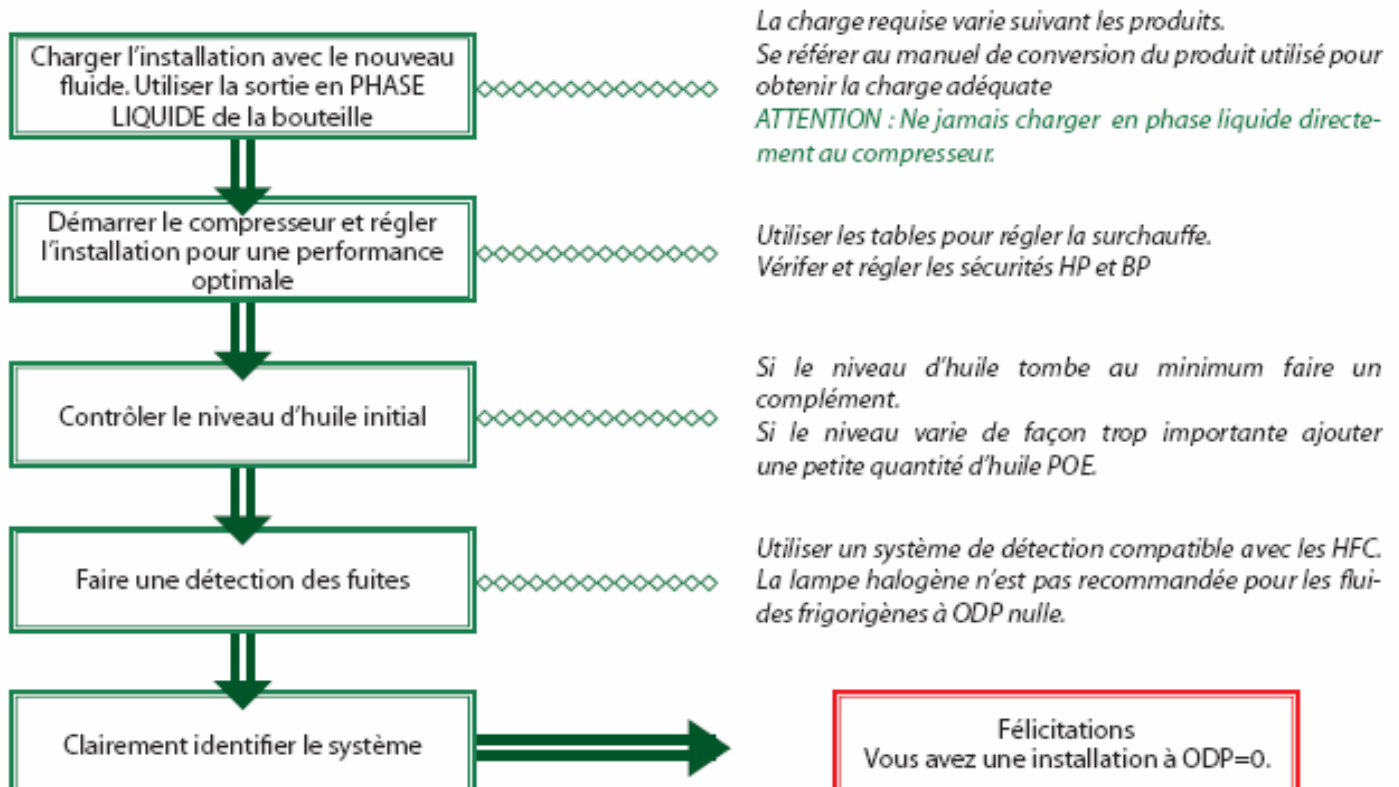 Charger l'installation avec le nouveau
fluide. Utiliser la sortie en PHASE
LIQUIDE de la bouteille
La charge requise varie suivant les produits.
Se référer au manuel de conversion du produit utilisé pour
obtenir la charge adéquate
ATTENTION : Ne jamais charger en phase liquide directe-
ment au compresseur.
Démarrer le compresseur et régler
l'installation pour une performance
optimale
Utiliser les tables pour régler la surchauffe.
Vérifer et régler les sécurités HP et BP
Contrôler le niveau d'huile initial
Si le niveau d'huile tombe au minimum faire un
complément.
Si le niveau varie de façon trop importante ajouter
une petite quantité d'huile POE.
Faire une détection des fuites
Utiliser un système de détection compatible avec les HFC.
La lampe halogène n'est pas recommandée pour les flui-
des frigorigènes à ODP nulle.
Clairement identifier le système
Félicitations
Vous avez une installation à ODP=0.